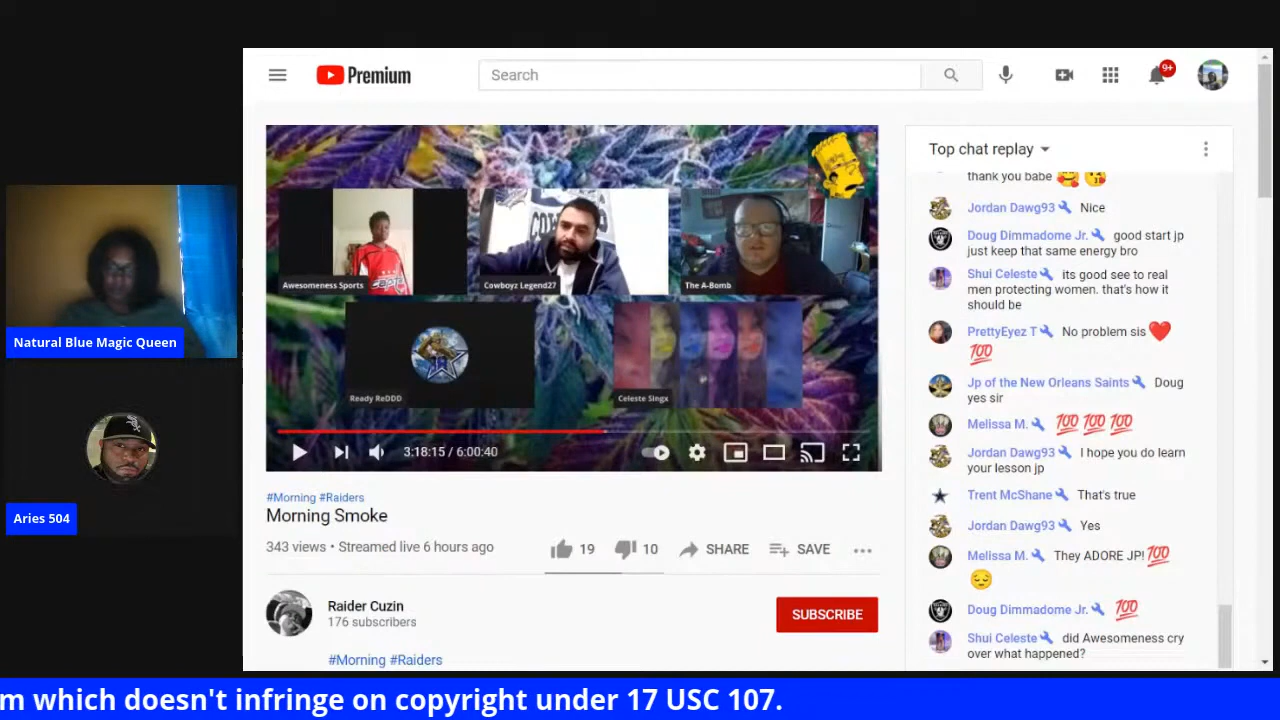 Premium
Search
9+
Awesomeness Sports
Cowboyz Legend27
The A-Bomb
Ready ReDDD
Celeste Singx
3:18:15 / 6:00:40
#Morning #Raiders
Morning Smoke
343 views • Streamed live 6 hours ago
19
10
SHARE
SAVE
Raider Cuzin
176 subscribers
SUBSCRIBE
#Morning #Raiders
Top chat replay
thank you babe 🥰 😘
Jordan Dawg93 Nice
Doug Dimmadome Jr. good start jp
just keep that same energy bro
Shui Celeste its good see to real
men protecting women. that's how it
should be
PrettyEyez T No problem sis ❤️
💯
Jp of the New Orleans Saints Doug
yes sir
Melissa M. 💯 💯 💯
Jordan Dawg93 I hope you do learn
your lesson jp
Trent McShane That's true
Jordan Dawg93 Yes
Melissa M. They ADORE JP! 💯
😔
Doug Dimmadome Jr. 💯
Shui Celeste did Awesomeness cry
over what happened?
Natural Blue Magic Queen
Aries 504
m which doesn't infringe on copyright under 17 USC 107.